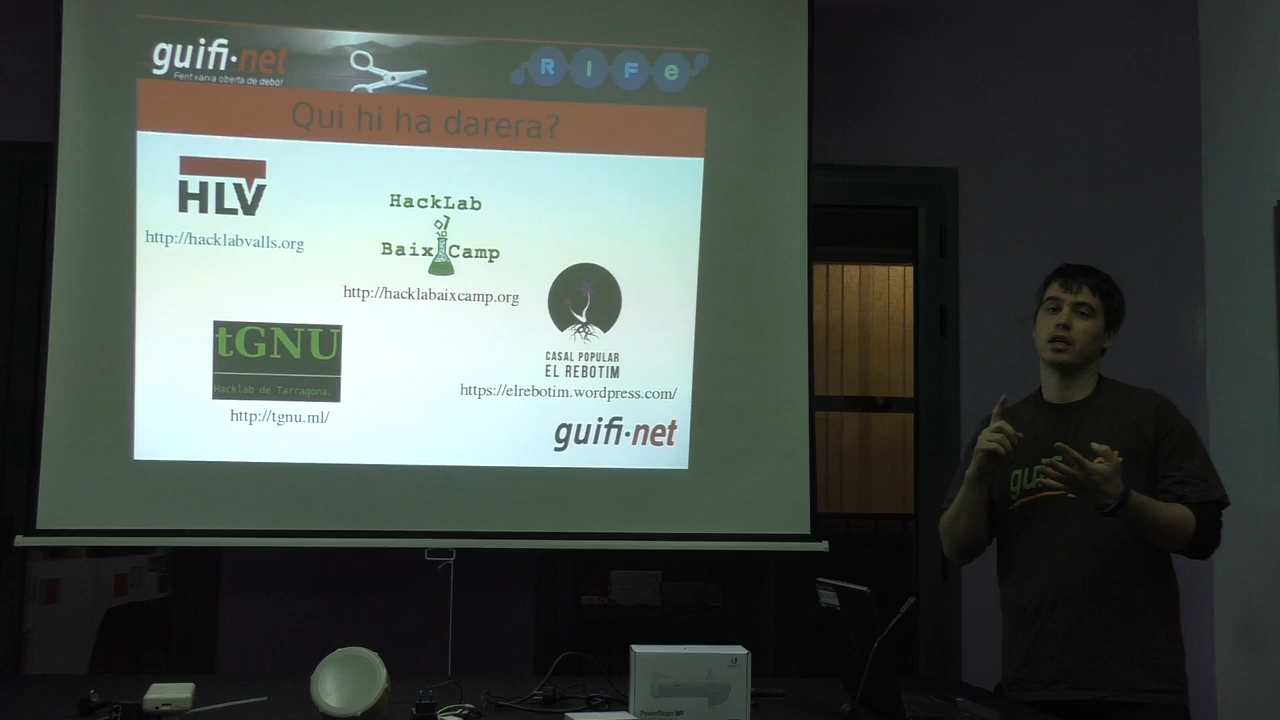 guifi·net
Fent xarxa oberta de debò!
RIFe
Qui hi ha darera?
HLV
http://hacklabvalls.org
HackLab
Baix Camp
http://hacklabaixcamp.org
tGNU
Hacklab de Tarragona.
http://tgnu.ml/
CASAL POPULAR
EL REBOTIM
https://elrebotim.wordpress.com/
guifi·net
PowerBeam